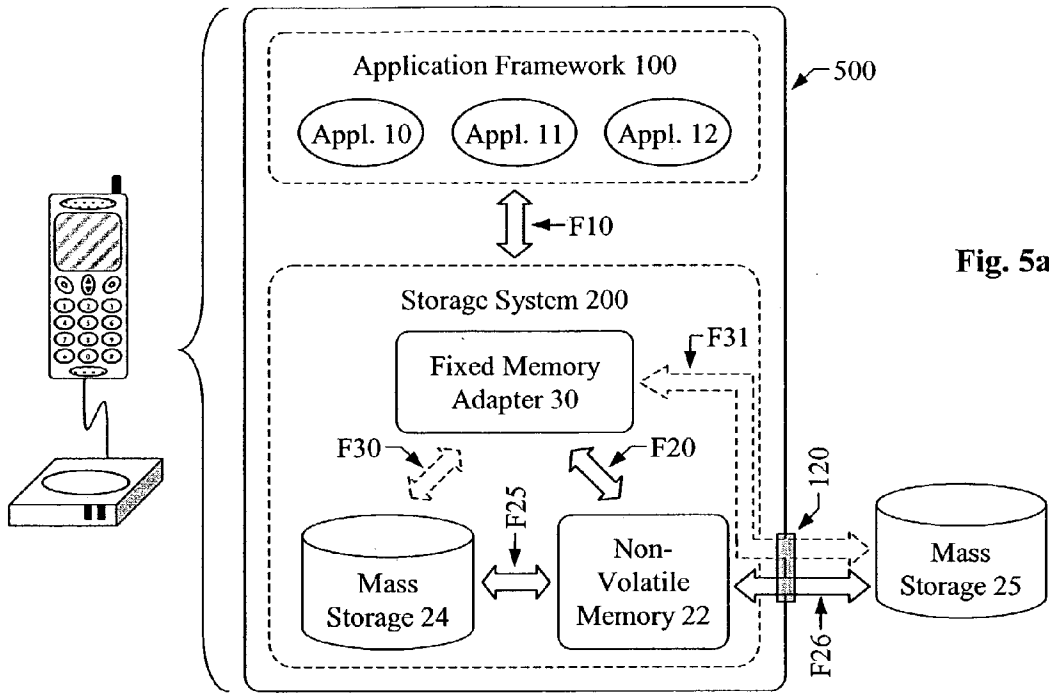 Application Framework 100
500
Appl. 10
Appl. 11
Appl. 12
F10
Fig. 5a
Storage System 200
F31
Fixed Memory
Adapter 30
F30
F20
F25
120
Mass
Storage 24
Non-
Volatile
Memory 22
Mass
Storage 25
F26